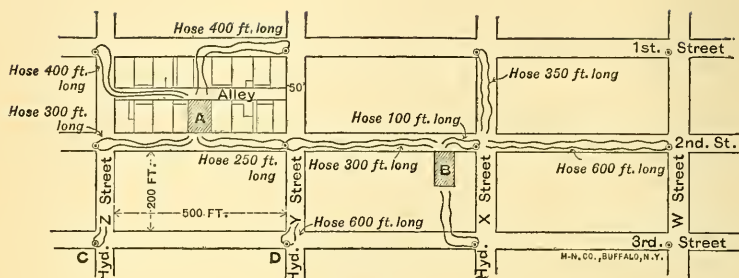 Hose 400 ft. long
1st. Street
Hose 400 ft.
long
Hose 350 ft.
long
50'
Alley
Hose 300 ft.
long
Hose 100 ft.
long
A
2nd. St.
Hose 250 ft.
long
Hose 300 ft. long
Hose 600 ft.
long
B
200 FT.
500 FT.
Z Street
Y Street
X Street
W Street
Hose 600 ft. long
3rd. Street
C
Hyd.
D
Hyd.
Hyd.
Hyd.
M-N. CO., BUFFALO, N.Y.